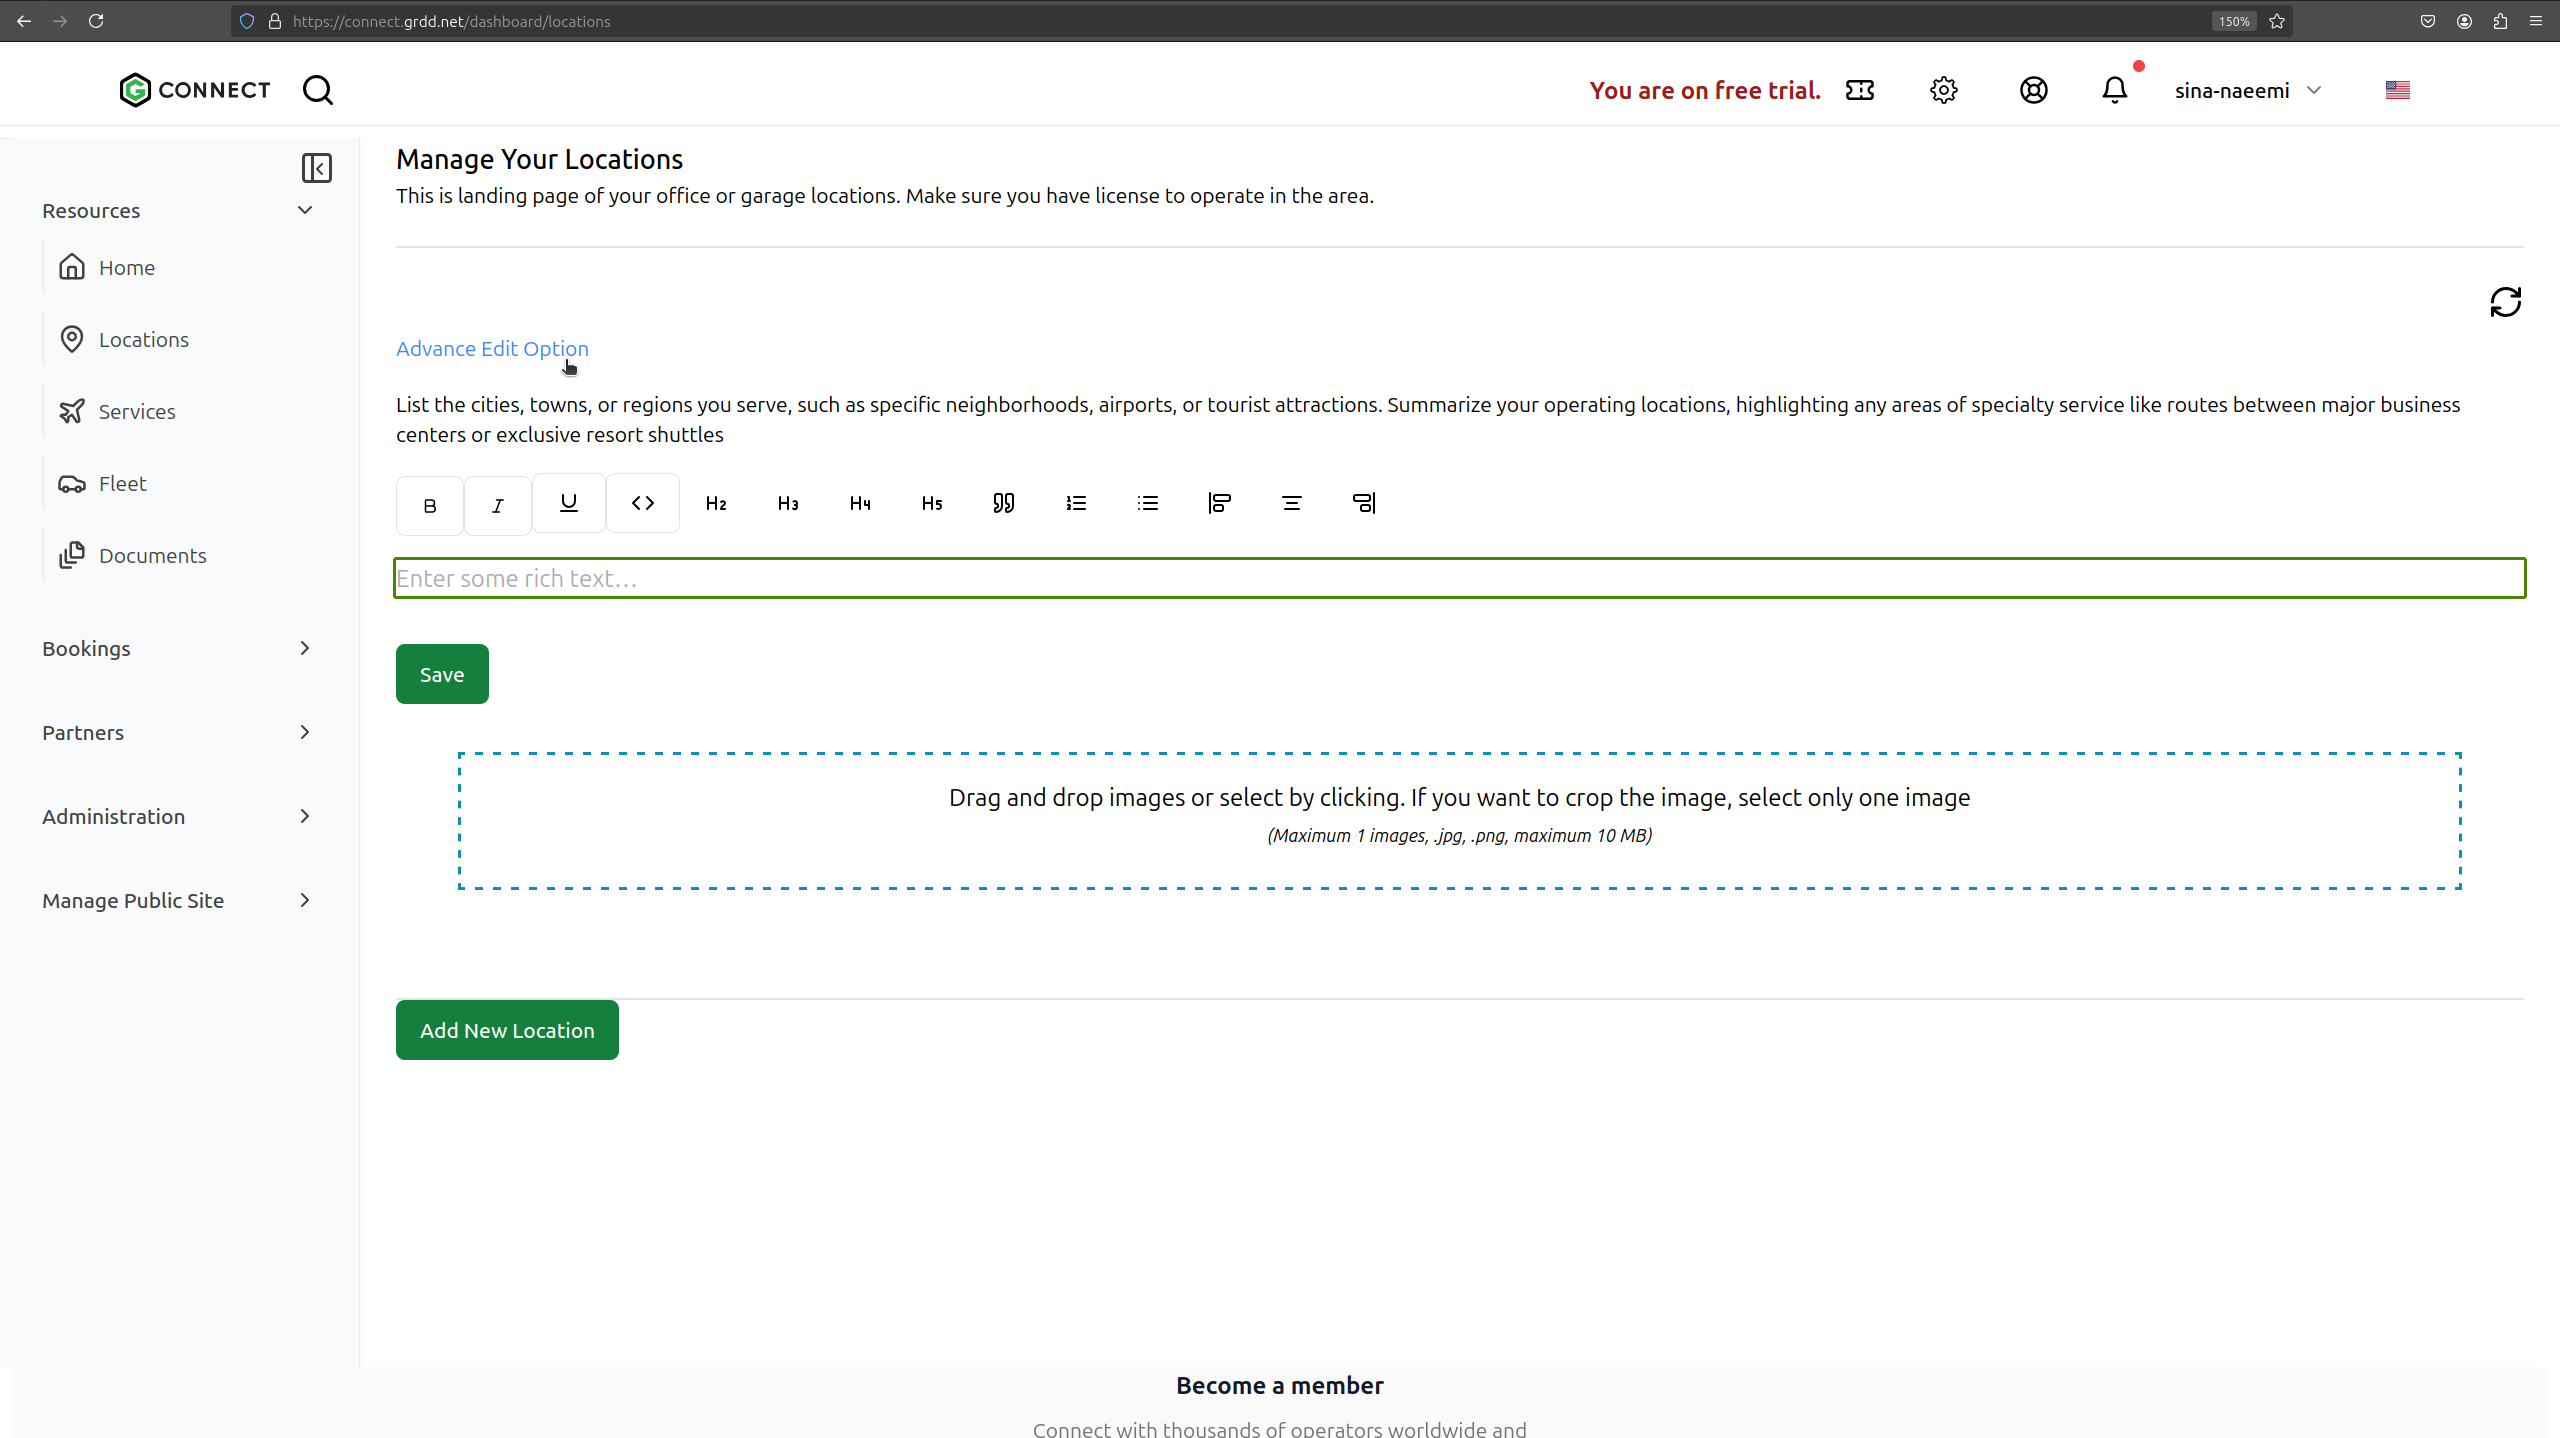 https://connect.grdd.net/dashboard/locations
150%
CONNECT
You are on free trial.
sina-naeemi
Resources
Home
Locations
Services
Fleet
Documents
Bookings
Partners
Administration
Manage Public Site
Manage Your Locations
This is landing page of your office or garage locations. Make sure you have license to operate in the area.
Advance Edit Option
List the cities, towns, or regions you serve, such as specific neighborhoods, airports, or tourist attractions. Summarize your operating locations, highlighting any areas of specialty service like routes between major business
centers or exclusive resort shuttles
B I U <> H2 H3 H4 H5
Enter some rich text...
Save
Drag and drop images or select by clicking. If you want to crop the image, select only one image
(Maximum 1 images, .jpg, .png, maximum 10 MB)
Add New Location
Become a member
Connect with thousands of operators worldwide and